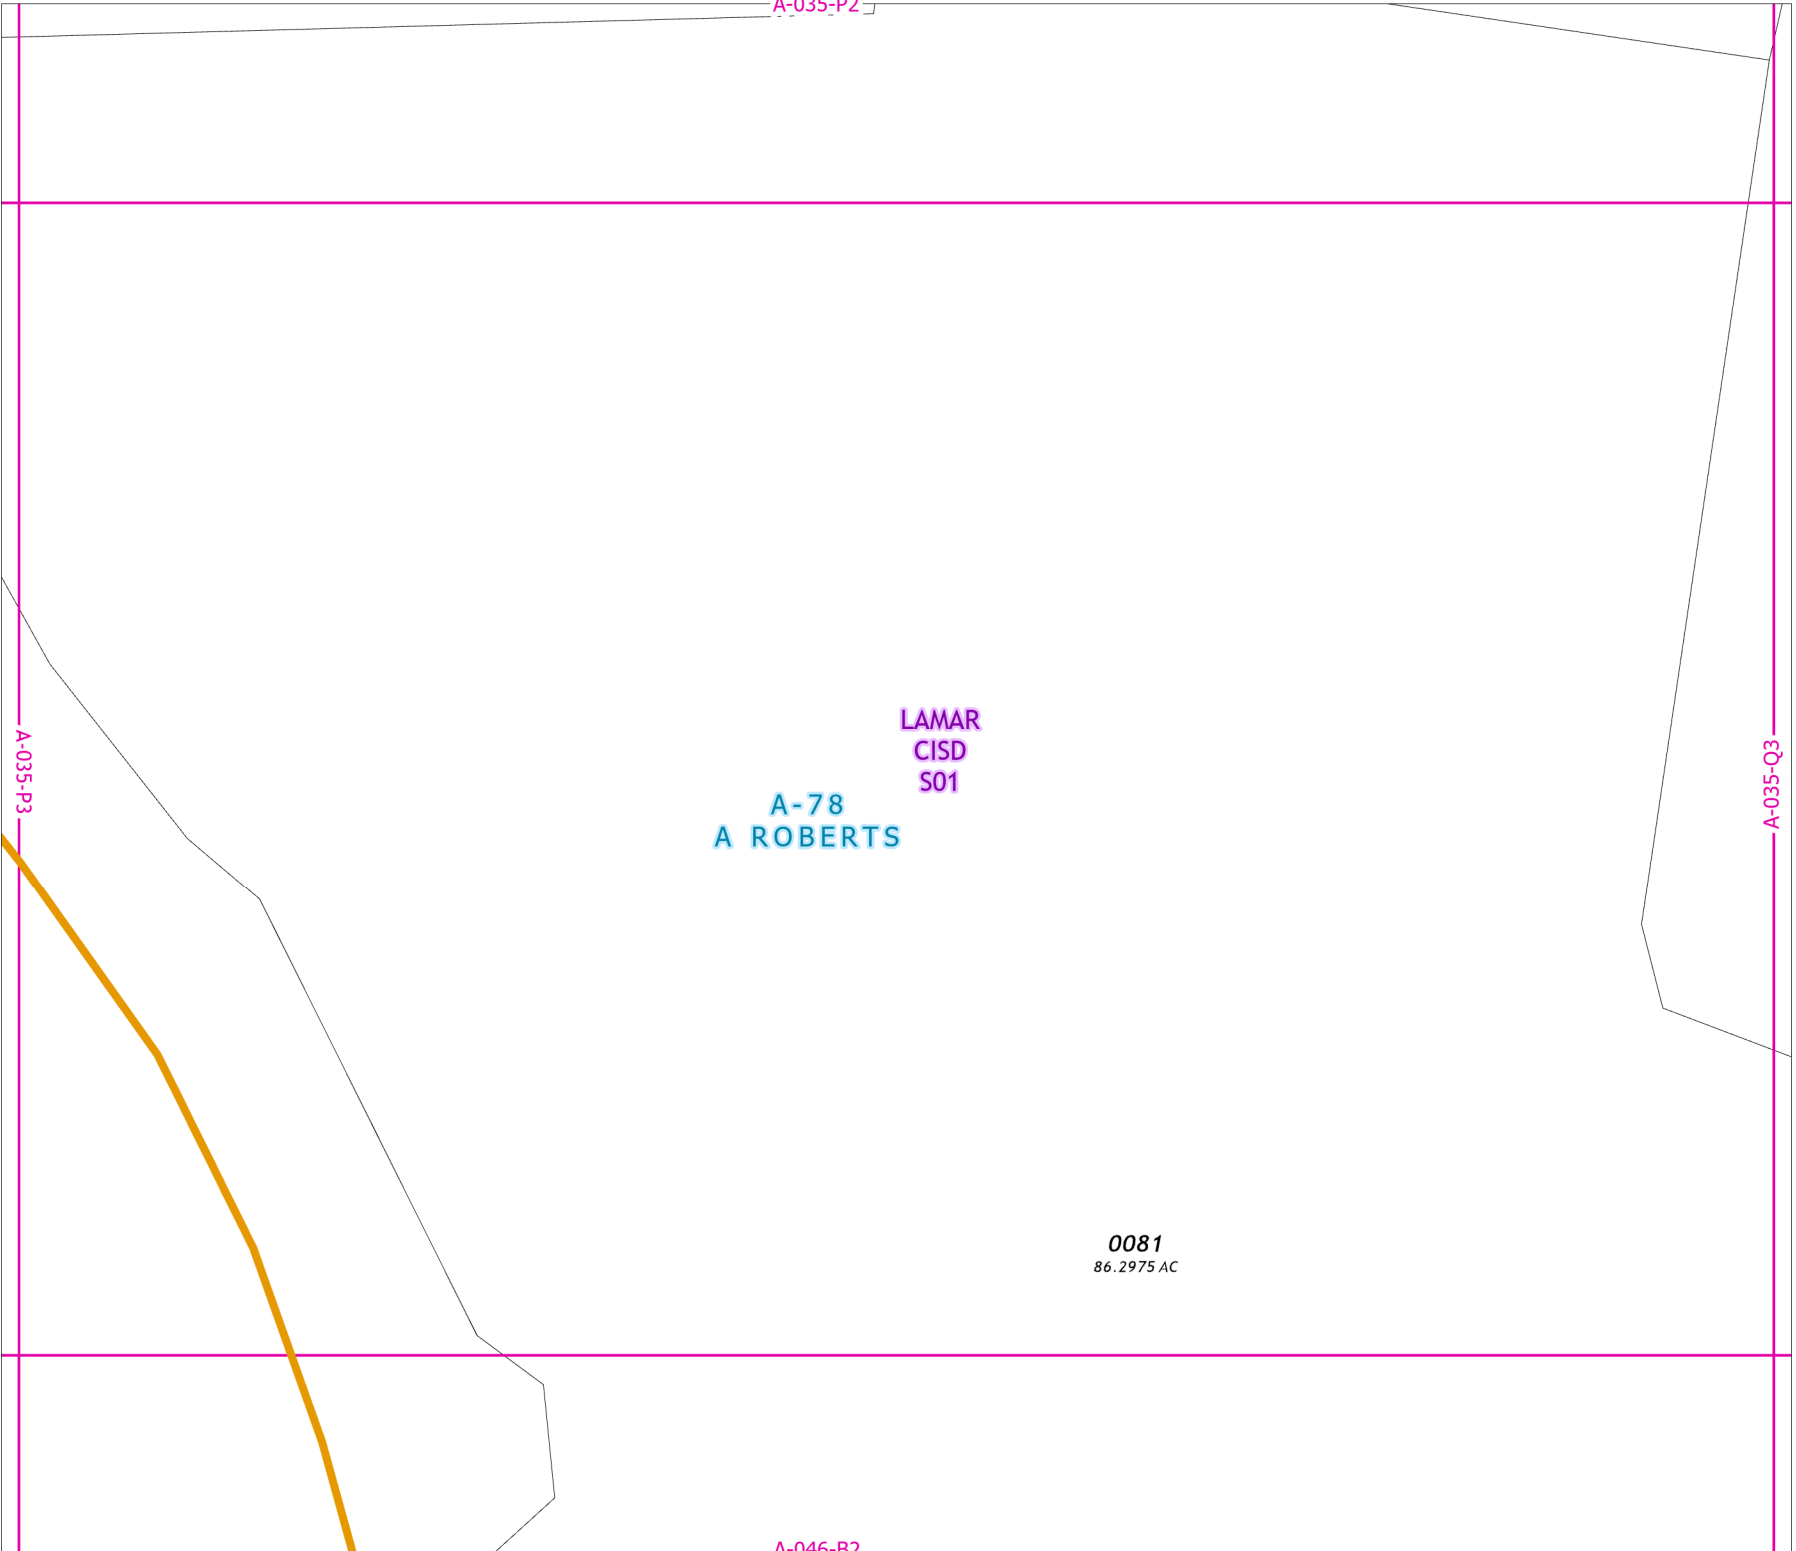 A-035-P2
A-035-P3
LAMAR
CISD
S01
A-78
A ROBERTS
A-035-Q3
0081
86.2975 AC
A-046-B2